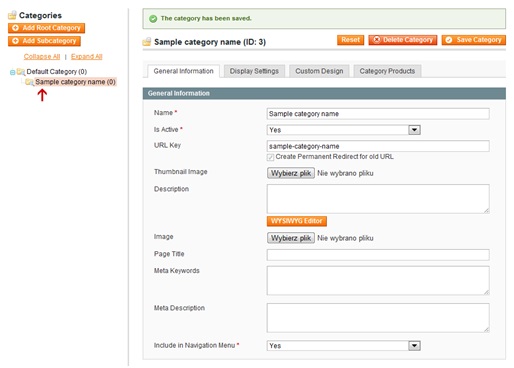 Categories
Add Root Category
Add Subcategory
Collapse All | Expand All
Default Category (0)
Sample category name (0)
The category has been saved.
Sample category name (ID: 3)
Reset
Delete Category
Save Category
General Information
Display Settings
Custom Design
Category Products
General Information
Name *
Sample category name
Is Active *
Yes
URL Key
sample-category-name
Create Permanent Redirect for old URL
Thumbnail Image
Wybierz plik Nie wybrano pliku
Description
WYSIWYG Editor
Image
Wybierz plik Nie wybrano pliku
Page Title
Meta Keywords
Meta Description
Include in Navigation Menu *
Yes